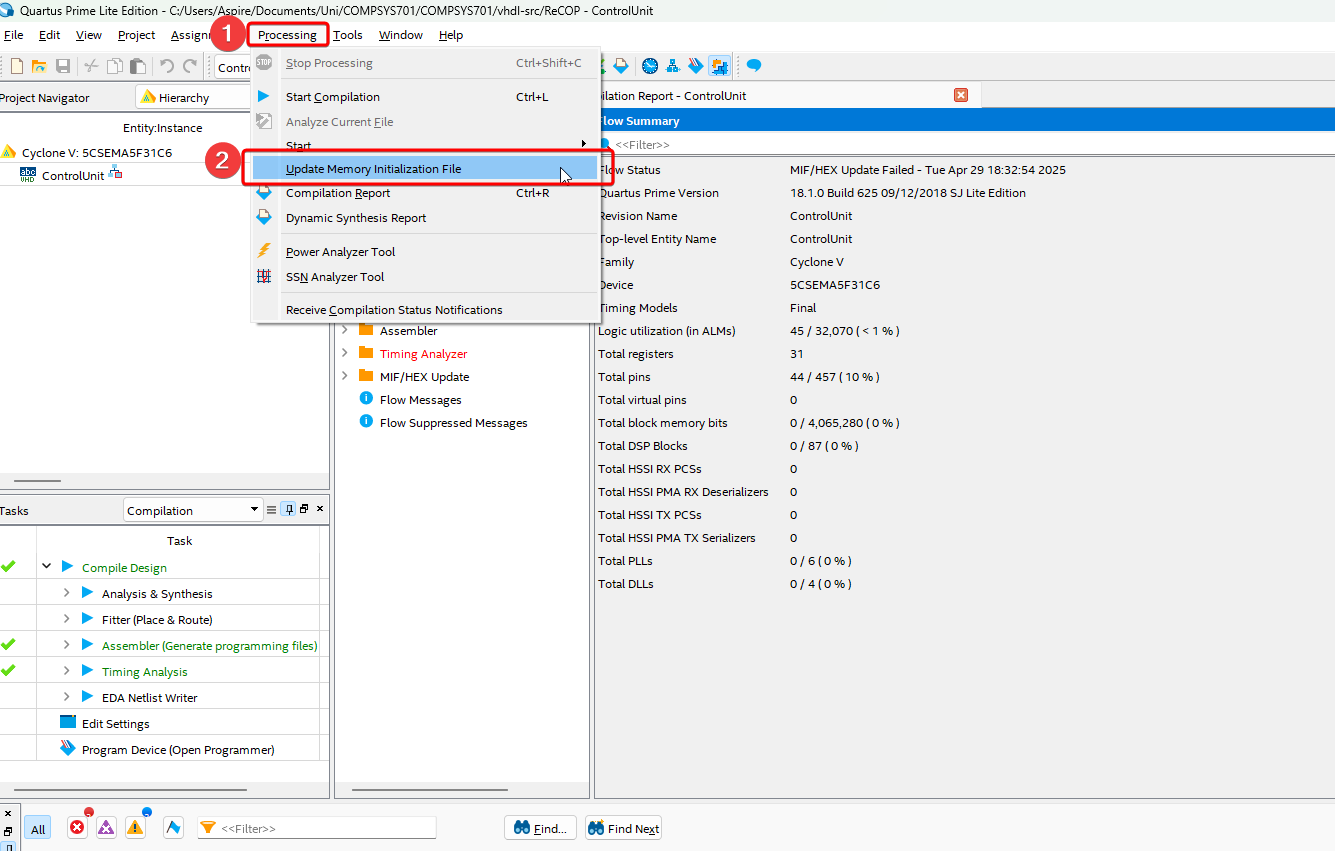 Quartus Prime Lite Edition - C:/Users/Aspire/Documents/Uni/COMPSYS701/COMPSYS701/vhdl-src/ReCOP - ControlUnit
File Edit View Project Assign 1 Processing Tools Window Help
Contr
Project Navigator Hierarchy
Entity:Instance
Cyclone V: 5CSEMA5F31C6
abc VHD ControlUnit
STOP Stop Processing Ctrl+Shift+C
Start Compilation Ctrl+L
Analyze Current File
Start
2 Update Memory Initialization File
Compilation Report Ctrl+R
Dynamic Synthesis Report
Power Analyzer Tool
SSN Analyzer Tool
Receive Compilation Status Notifications
Assembler
Timing Analyzer
MIF/HEX Update
Flow Messages
Flow Suppressed Messages
ilation Report - ControlUnit
Flow Summary
<<Filter>>
Flow Status MIF/HEX Update Failed - Tue Apr 29 18:32:54 2025
Quartus Prime Version 18.1.0 Build 625 09/12/2018 SJ Lite Edition
Revision Name ControlUnit
Top-level Entity Name ControlUnit
Family Cyclone V
Device 5CSEMA5F31C6
Timing Models Final
Logic utilization (in ALMs) 45 / 32,070 ( < 1 % )
Total registers 31
Total pins 44 / 457 ( 10 % )
Total virtual pins 0
Total block memory bits 0 / 4,065,280 ( 0 % )
Total DSP Blocks 0 / 87 ( 0 % )
Total HSSI RX PCSs 0
Total HSSI PMA RX Deserializers 0
Total HSSI TX PCSs 0
Total HSSI PMA TX Serializers 0
Total PLLs 0 / 6 ( 0 % )
Total DLLs 0 / 4 ( 0 % )
Tasks Compilation
Task
Compile Design
Analysis & Synthesis
Fitter (Place & Route)
Assembler (Generate programming files)
Timing Analysis
EDA Netlist Writer
Edit Settings
Program Device (Open Programmer)
All <<Filter>> Find... Find Next